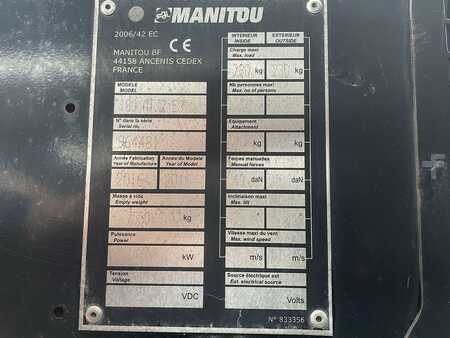 MANITOU
2006/42 EC
CE
MANITOU BF
44158 ANCENIS CEDEX
FRANCE
MODELE
MODEL
N° dans la série
Serial no.
Année Fabrication
Year of Manufacture
Année du Modele
Year of Model
Masse à vide
Empty weight
kg
Puissance
Power
kW
Tension
Voltage
VDC
INTERIEUR
INSIDE
EXTERIEUR
OUTSIDE
Charge maxi
Max. load
kg
kg
Nb personnes maxi
Max. no of persons
Equipement
Attachment
kg
kg
Forces manuelles
Manual forces
daN
daN
Inclinaison maxi
Max. tilt
Vitesse maxi du vent
Max. wind speed
m/s
m/s
Source électrique ext
Ext. electrical source
Volts
N° 833356